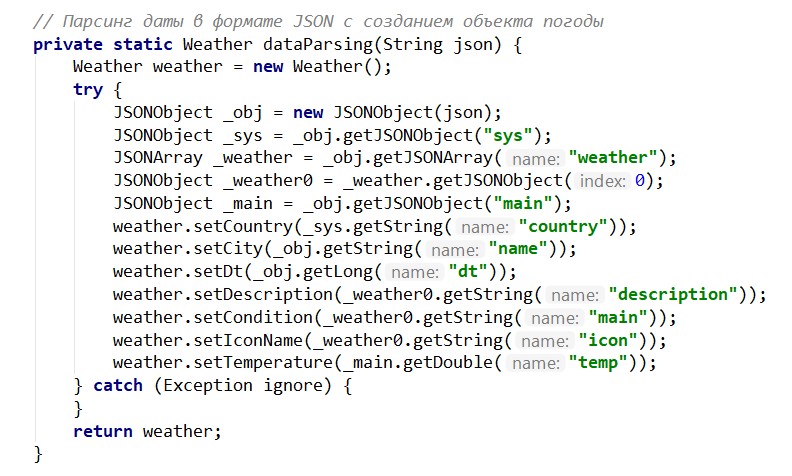 // Парсинг даты в формате JSON с созданием объекта погоды
private static Weather dataParsing(String json) {
Weather weather = new Weather();
try {
JSONObject _obj = new JSONObject(json);
JSONObject _sys = _obj.getJSONObject("sys");
JSONArray _weather = _obj.getJSONArray( name: "weather");
JSONObject _weather0 = _weather.getJSONObject( index: 0);
JSONObject _main = _obj.getJSONObject("main");
weather.setCountry(_sys.getString( name: "country"));
weather.setCity(_obj.getString( name: "name"));
weather.setDt(_obj.getLong( name: "dt"));
weather.setDescription(_weather0.getString( name: "description"));
weather.setCondition(_weather0.getString( name: "main"));
weather.setIconName(_weather0.getString( name: "icon"));
weather.setTemperature(_main.getDouble( name: "temp"));
} catch (Exception ignore) {
}
return weather;
}